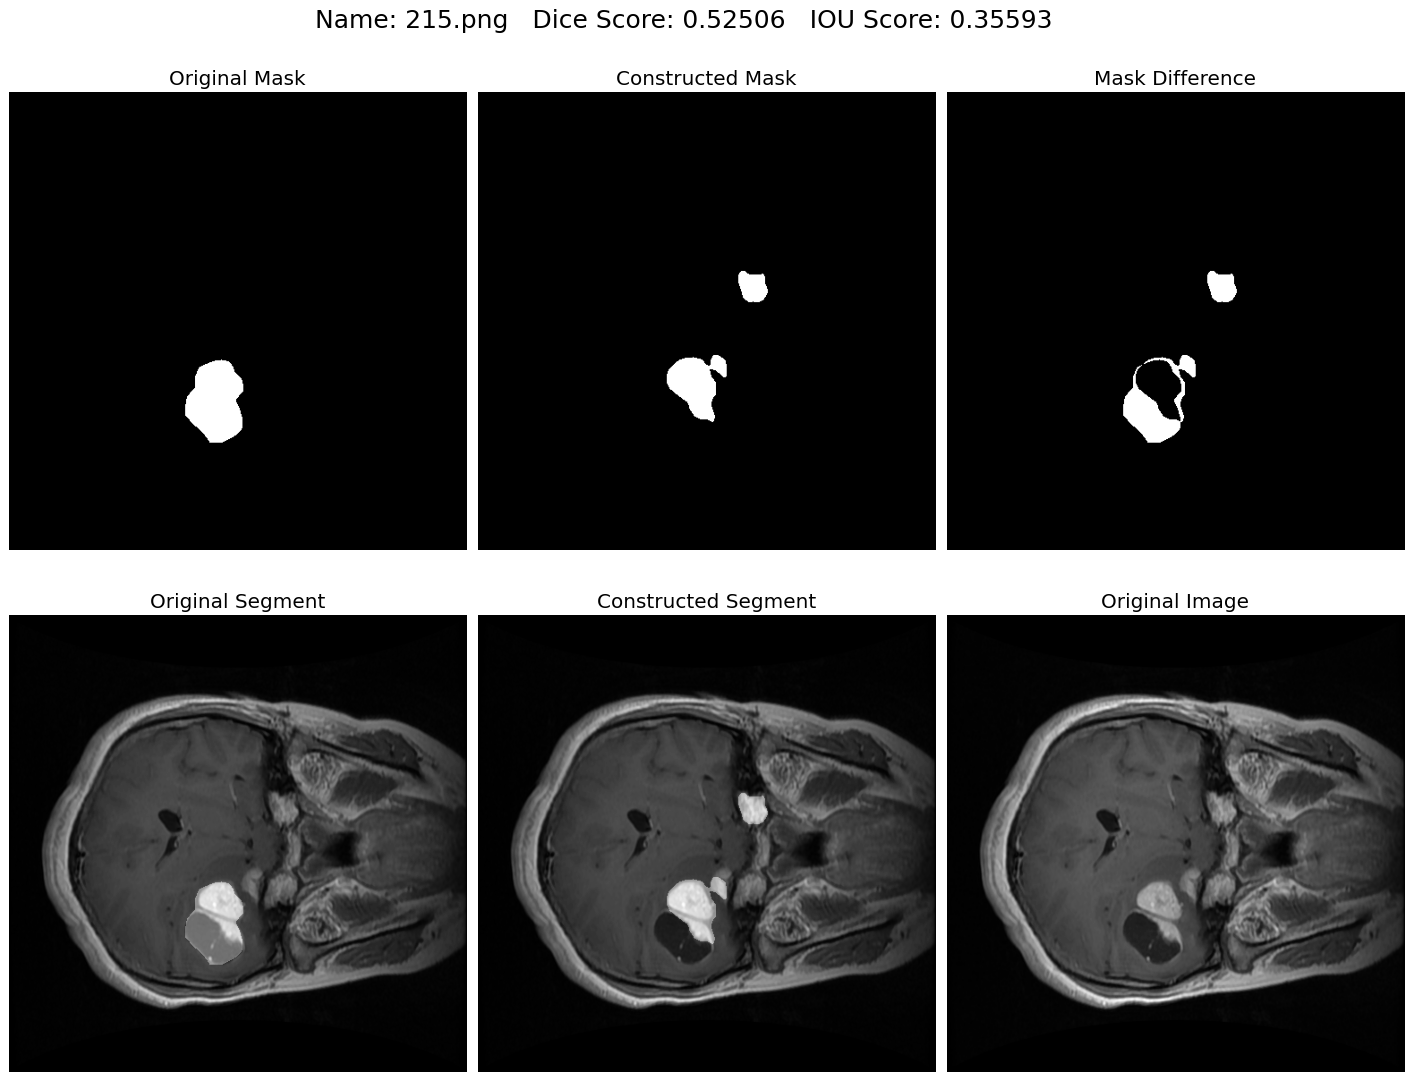 Name: 215.png   Dice Score: 0.52506   IOU Score: 0.35593
Original Mask
Constructed Mask
Mask Difference
Original Segment
Constructed Segment
Original Image